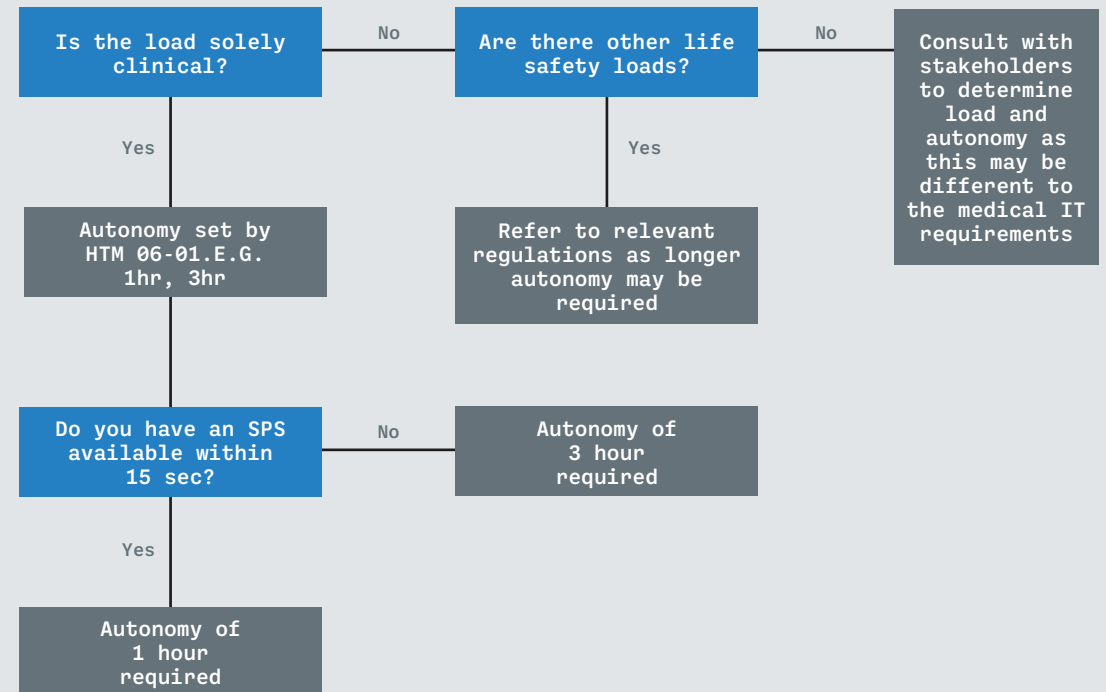 Is the load solely
clinical?
No
Are there other life
safety loads?
No
Consult with
stakeholders
to determine
load and
autonomy as
this may be
different to
the medical IT
requirements
Yes
Yes
Autonomy set by
HTM 06-01.E.G.
1hr, 3hr
Refer to relevant
regulations as longer
autonomy may be
required
Do you have an SPS
available within
15 sec?
No
Autonomy of
3 hour
required
Yes
Autonomy of
1 hour
required